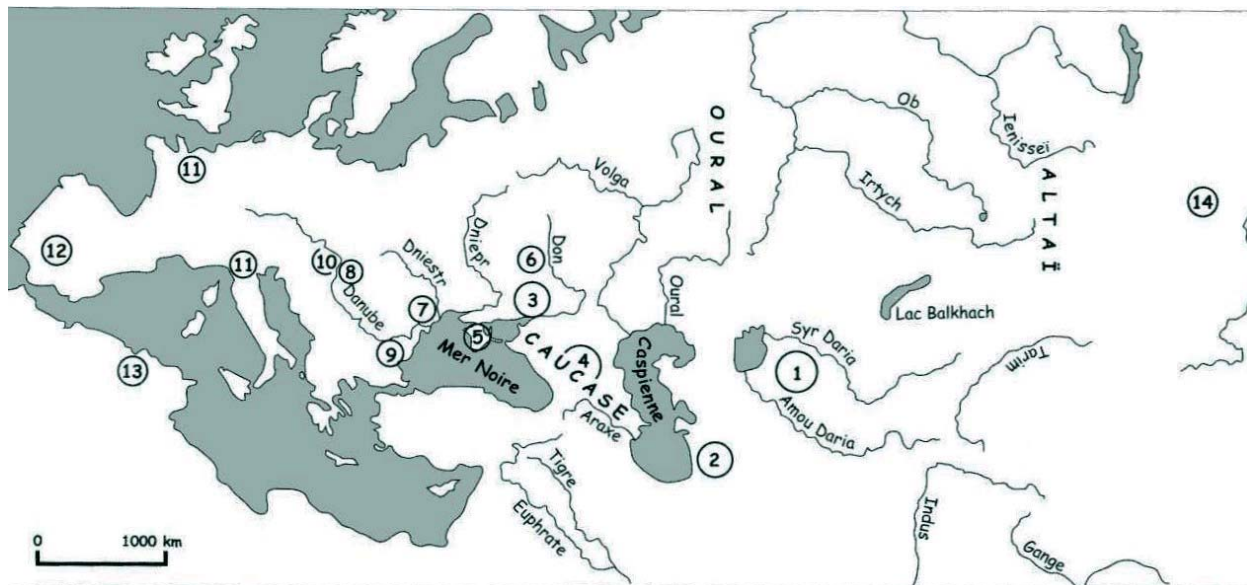 OURAL
Ob
Ienisseï
ALTAÏ
Volga
Irtych
11
14
12
11
10
8
Dniestr
Dniepr
6
Don
3
Oural
Lac Balkhach
Danube
7
5
9
Mer Noire
CAUCASE
4
Caspienne
Syr Daria
1
Tarim
Amou Daria
13
Araxe
2
Tigre
Euphrate
Indus
Gange
0 1000 km